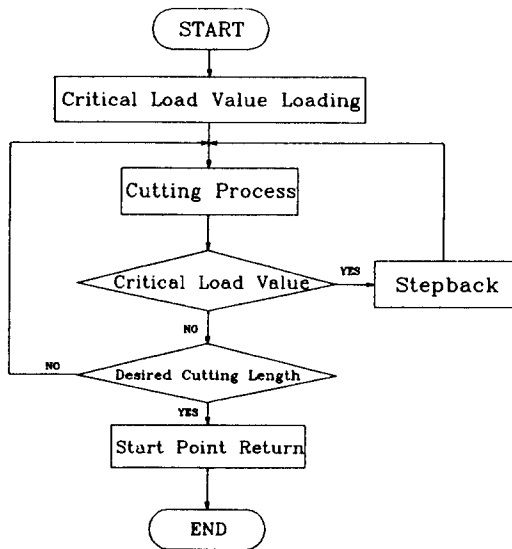 START
Critical Load Value Loading
Cutting Process
Critical Load Value
YES
Stepback
NO
Desired Cutting Length
NO
YES
Start Point Return
END